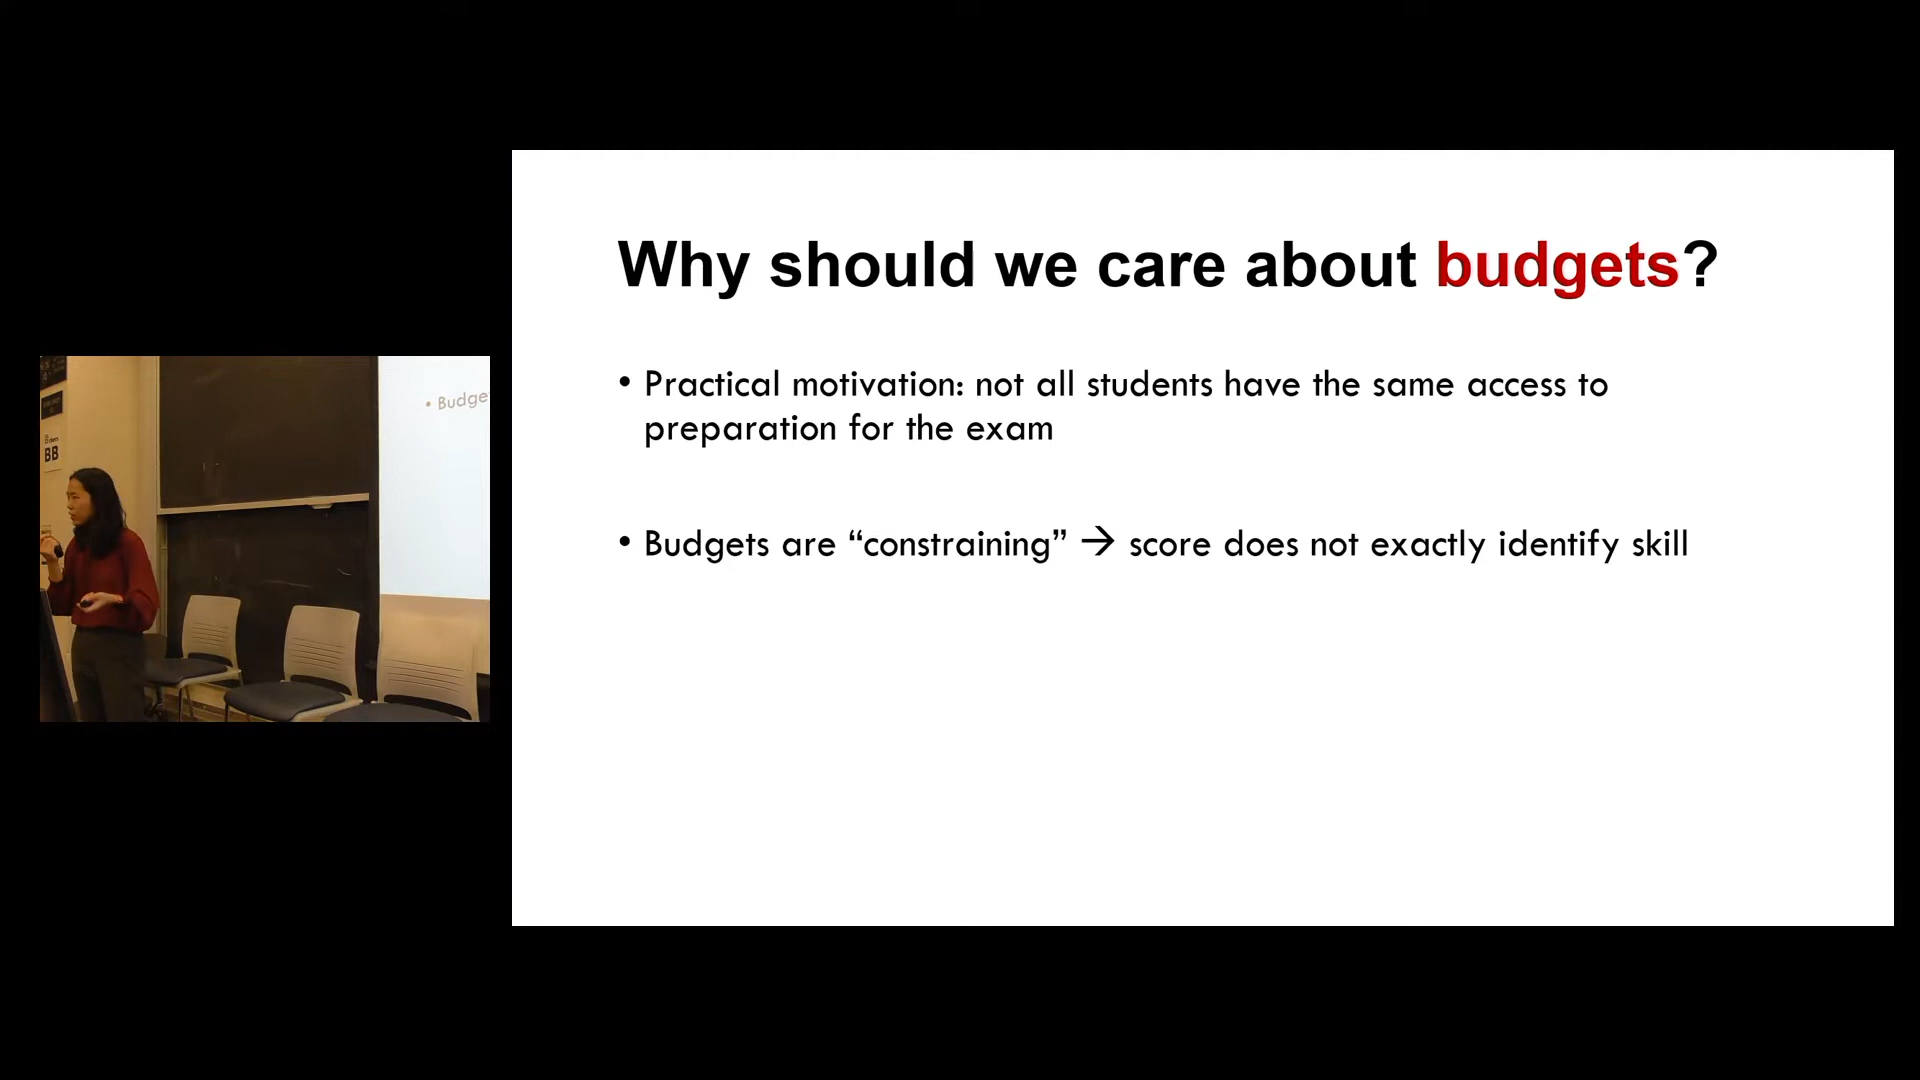 Why should we care about budgets?
• Practical motivation: not all students have the same access to
preparation for the exam
• Budgets are “constraining” → score does not exactly identify skill
• Budge
BB